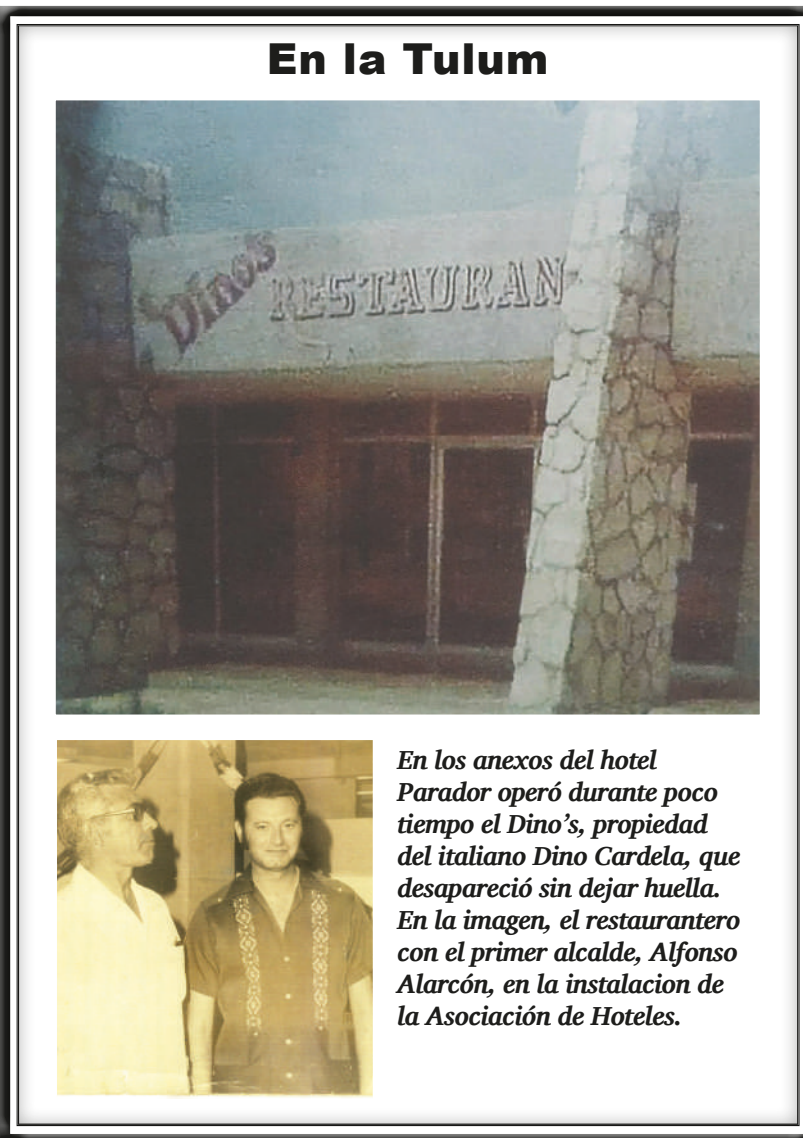 En la Tulum
Dino's RESTAURAN
En los anexos del hotel
Parador operó durante poco
tiempo el Dino’s, propiedad
del italiano Dino Cardela, que
desapareció sin dejar huella.
En la imagen, el restaurantero
con el primer alcalde, Alfonso
Alarcón, en la instalacion de
la Asociación de Hoteles.